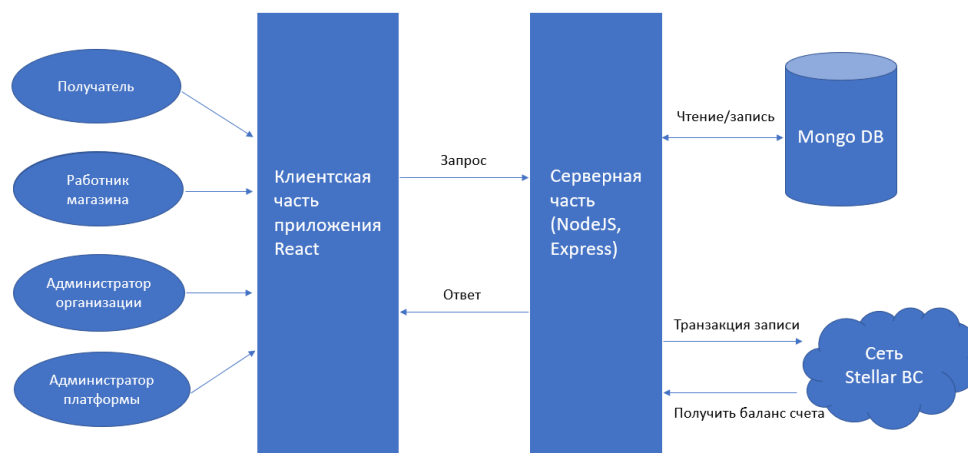 Получатель
Работник
магазина
Администратор
организации
Администратор
платформы
Клиентская
часть
приложения
React
Запрос
Ответ
Серверная
часть
(NodeJS,
Express)
Чтение/запись
Mongo DB
Транзакция записи
Сеть
Stellar BC
Получить баланс счета